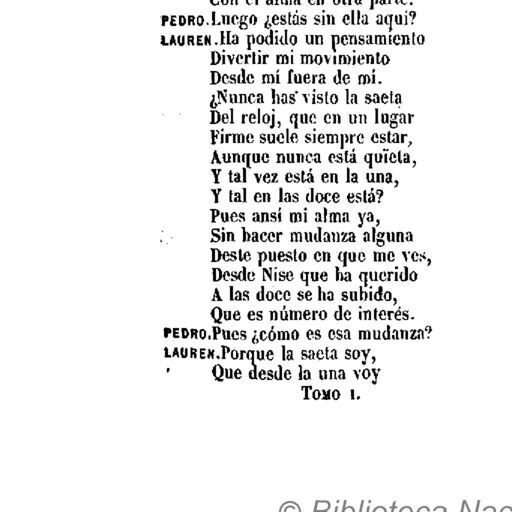 Con el alma en otra parte.
PEDRO. Luego ¿estás sin ella aquí?
LAUREN. Ha podido un pensamiento
Divertir mi movimiento
Desde mí fuera de mí.
¿Nunca has visto la saeta
Del reloj, que en un lugar
Firme suele siempre estar,
Aunque nunca está quieta,
Y tal vez está en la una,
Y tal en las doce está?
Pues ansí mi alma ya,
Sin hacer mudanza alguna
Deste puesto en que me ves,
Desde Nise que ha querido
A las doce se ha subido,
Que es número de interés.
PEDRO. Pues ¿cómo es esa mudanza?
LAUREN. Porque la saeta soy,
Que desde la una voy
TOMO I.
© Biblioteca Nac